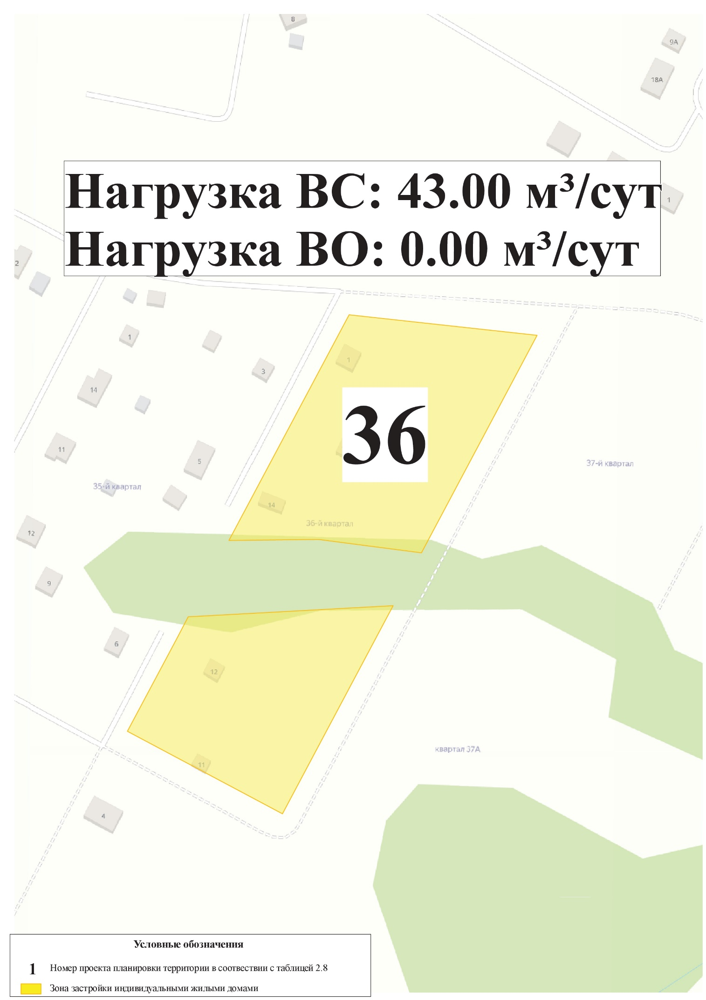 8
9А
18А
Нагрузка ВС: 43.00 м³/сут
1
Нагрузка ВО: 0.00 м³/сут
2
1
1
3
14
36
11
5
37-й квартал
35-й квартал
14
36-й квартал
12
9
6
12
квартал 37А
11
4
Условные обозначения
1 Номер проекта планировки территории в соотвествии с таблицей 2.8
Зона застройки индивидуальными жилыми домами